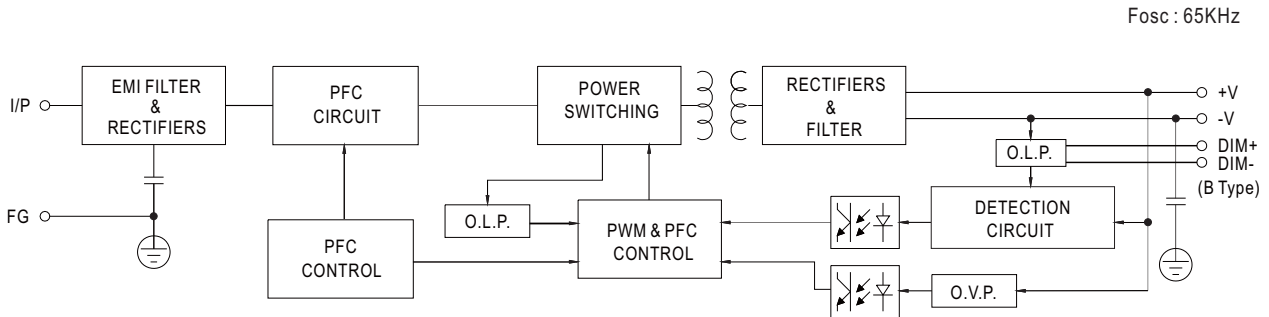 Fosc : 65KHz
I/P
EMI FILTER
&
RECTIFIERS
PFC
CIRCUIT
POWER
SWITCHING
RECTIFIERS
&
FILTER
+V
-V
O.L.P.
DIM+
DIM-
(B Type)
FG
PFC
CONTROL
O.L.P.
PWM & PFC
CONTROL
DETECTION
CIRCUIT
O.V.P.